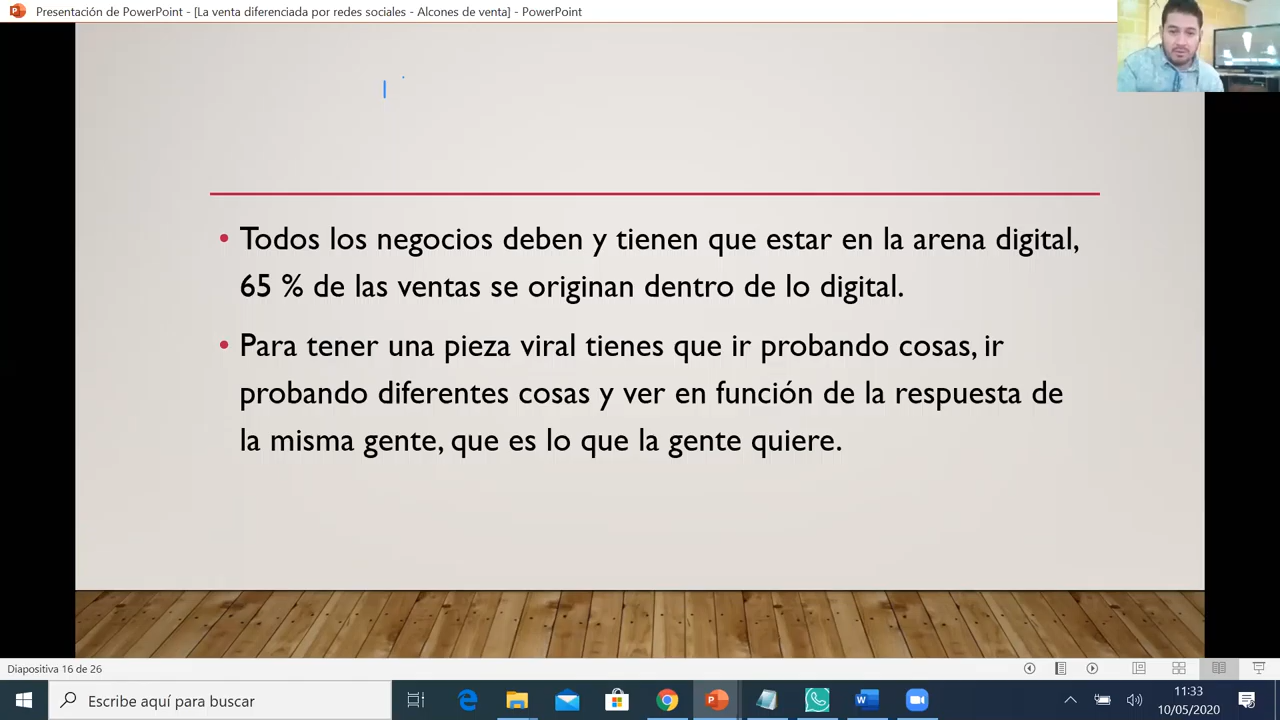 Presentación de PowerPoint - [La venta diferenciada por redes sociales - Alcones de venta] - PowerPoint
• Todos los negocios deben y tienen que estar en la arena digital,
65 % de las ventas se originan dentro de lo digital.
• Para tener una pieza viral tienes que ir probando cosas, ir
probando diferentes cosas y ver en función de la respuesta de
la misma gente, que es lo que la gente quiere.
Diapositiva 16 de 26
Escribe aquí para buscar
11:33
10/05/2020